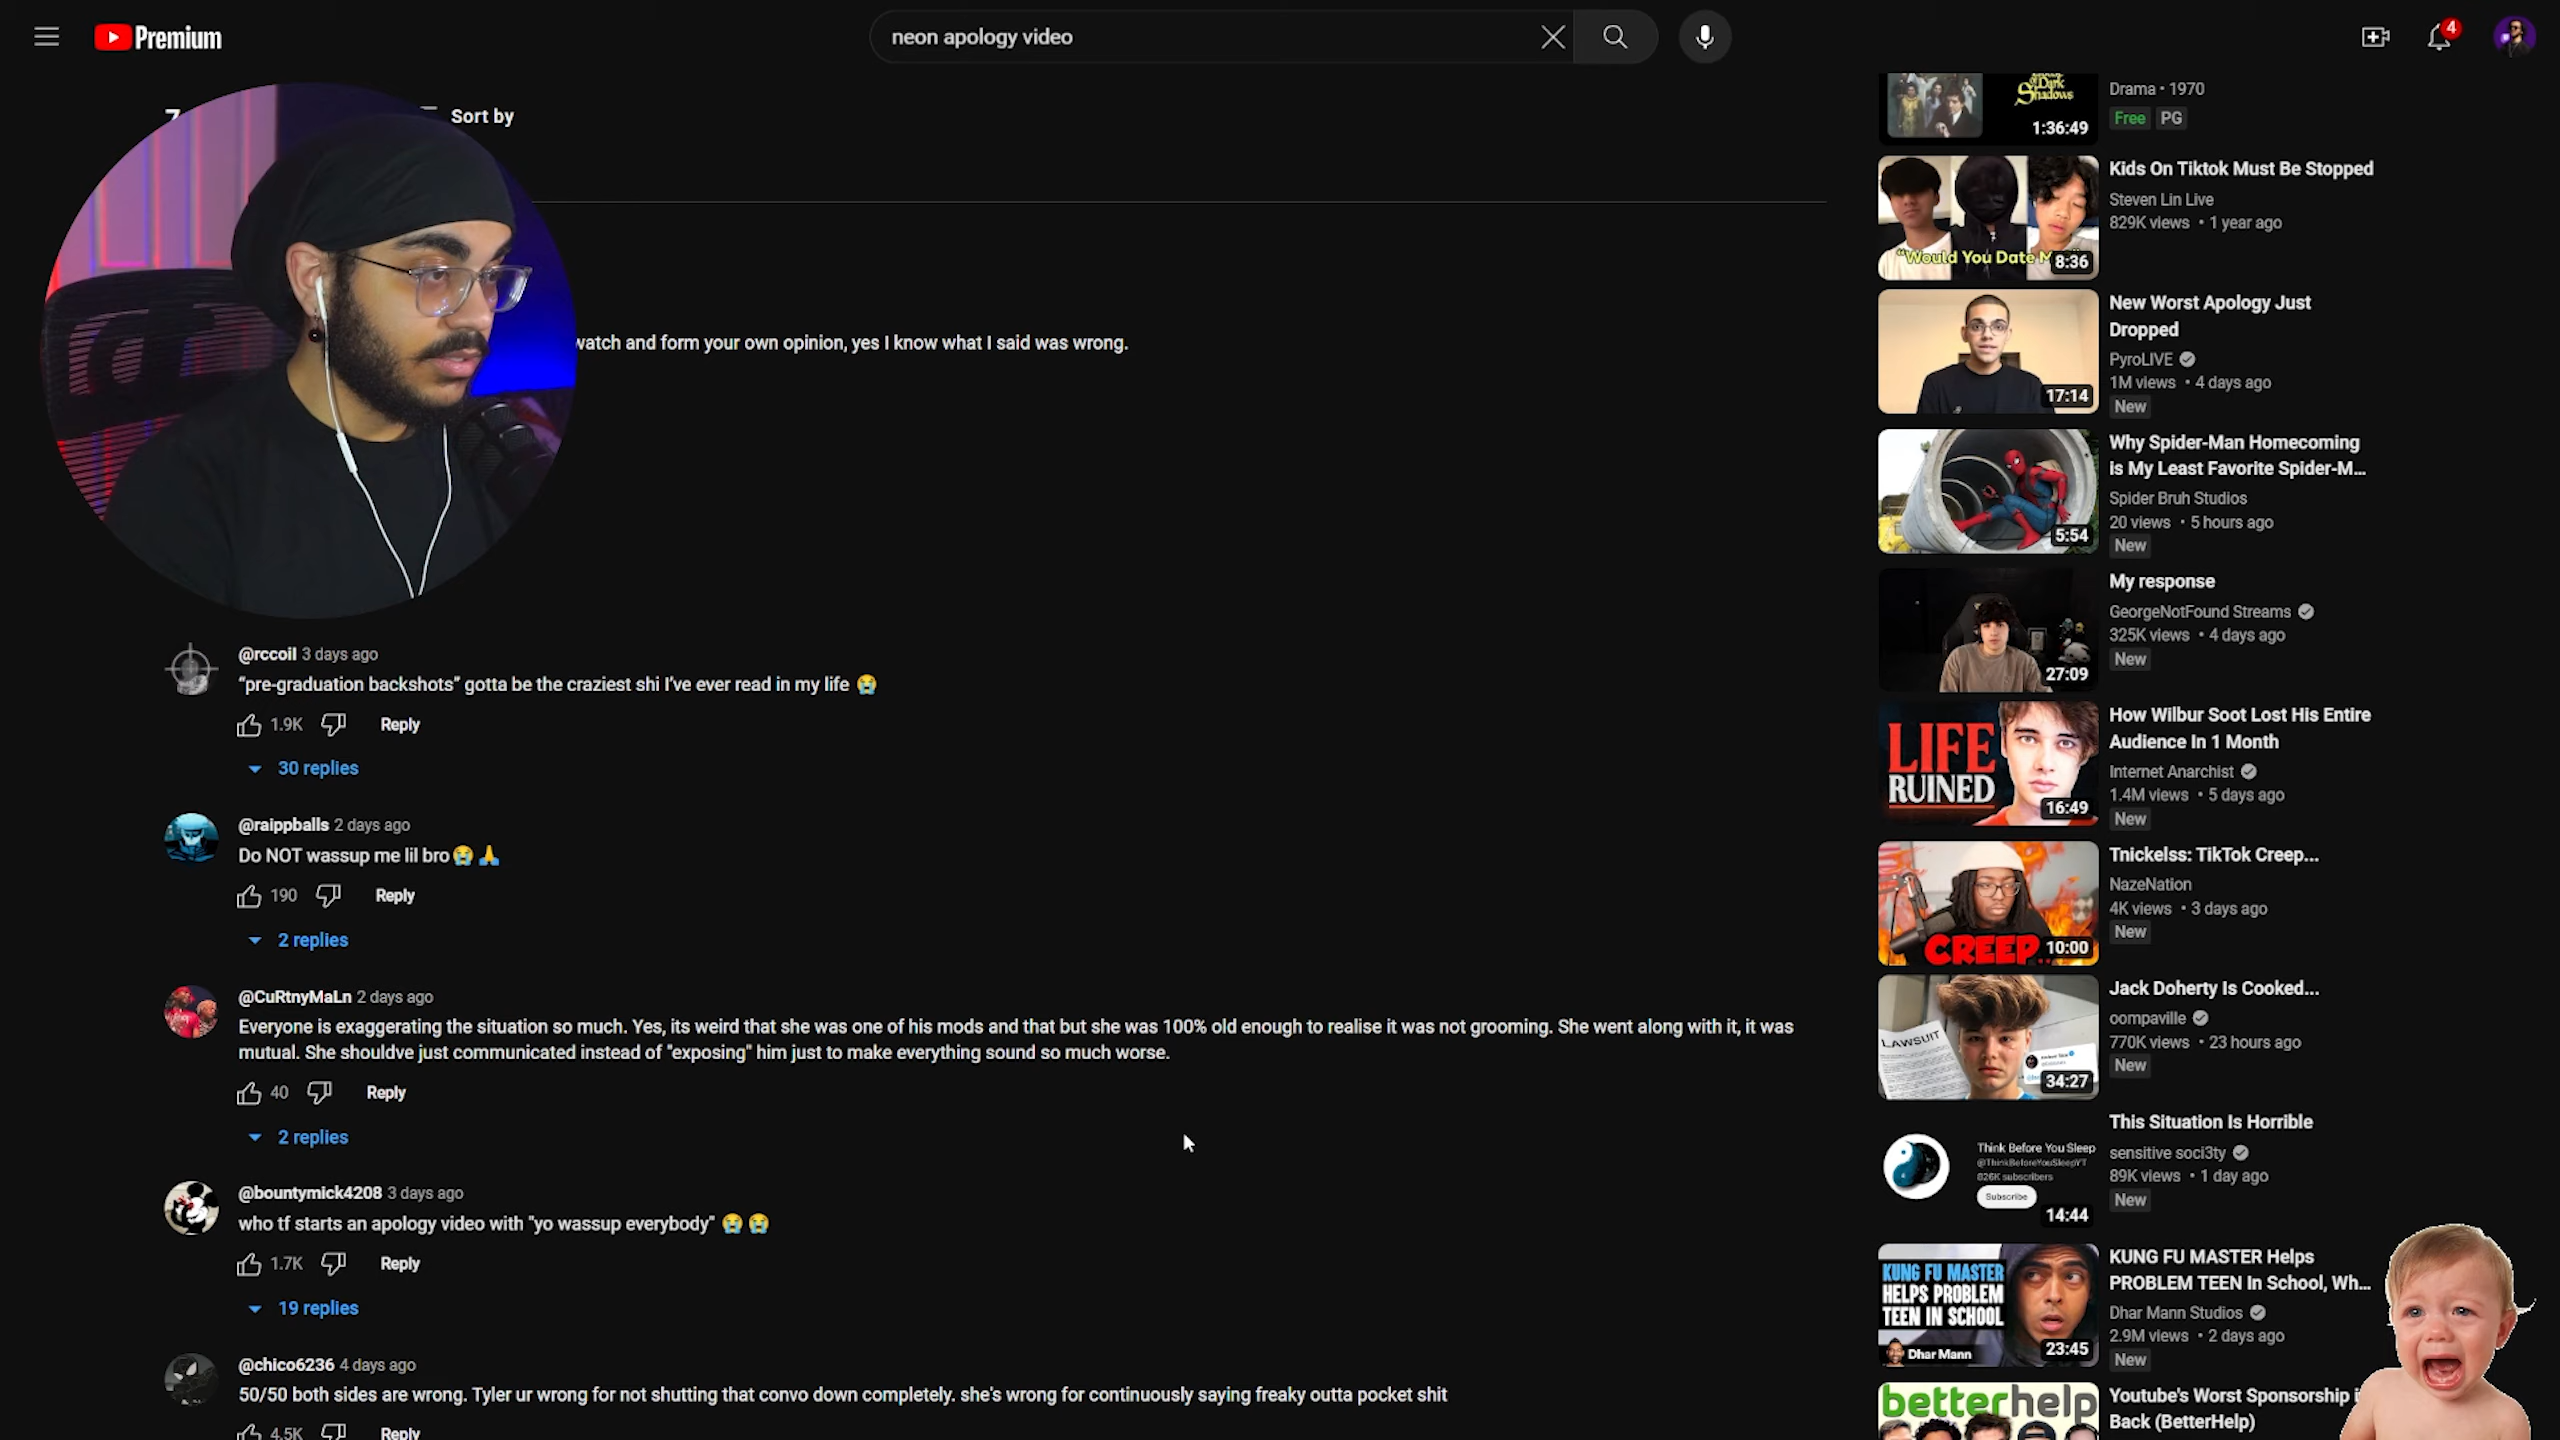 Premium
neon apology video
4
Sort by
watch and form your own opinion, yes I know what I said was wrong.
@rccoil 3 days ago
“pre-graduation backshots” gotta be the craziest shi I've ever read in my life 😭
1.9K
Reply
30 replies
@raippballs 2 days ago
Do NOT wassup me lil bro😭🙏
190
Reply
2 replies
@CuRtnyMaLn 2 days ago
Everyone is exaggerating the situation so much. Yes, its weird that she was one of his mods and that but she was 100% old enough to realise it was not grooming. She went along with it, it was
mutual. She shouldve just communicated instead of "exposing" him just to make everything sound so much worse.
40
Reply
2 replies
@bountymick4208 3 days ago
who tf starts an apology video with "yo wassup everybody" 😭😭
1.7K
Reply
19 replies
@chico6236 4 days ago
50/50 both sides are wrong. Tyler ur wrong for not shutting that convo down completely. she's wrong for continuously saying freaky outta pocket shit
4.5K
Reply
of Dark
Shadows
1:36:49
Drama • 1970
Free PG
"Would You Date
8:36
Kids On Tiktok Must Be Stopped
Steven Lin Live
829K views • 1 year ago
17:14
New Worst Apology Just
Dropped
PyroLIVE
1M views • 4 days ago
New
5:54
Why Spider-Man Homecoming
is My Least Favorite Spider-M...
Spider Bruh Studios
20 views • 5 hours ago
New
27:09
My response
GeorgeNotFound Streams
325K views • 4 days ago
New
LIFE
RUINED
16:49
How Wilbur Soot Lost His Entire
Audience In 1 Month
Internet Anarchist
1.4M views • 5 days ago
New
CREEP
10:00
Tnickelss: TikTok Creep...
NazeNation
4K views • 3 days ago
New
LAWSUIT
34:27
Jack Doherty Is Cooked...
oompaville
770K views • 23 hours ago
New
Think Before You Sleep
@ThinkBeforeYouSleepYT
826K subscribers
Subscribe
14:44
This Situation Is Horrible
sensitive soci3ty
89K views • 1 day ago
New
KUNG FU MASTER
HELPS PROBLEM
TEEN IN SCHOOL
Dhar Mann
23:45
KUNG FU MASTER Helps
PROBLEM TEEN In School, Wh...
Dhar Mann Studios
2.9M views • 2 days ago
New
betterhelp
Youtube's Worst Sponsorship
Back (BetterHelp)